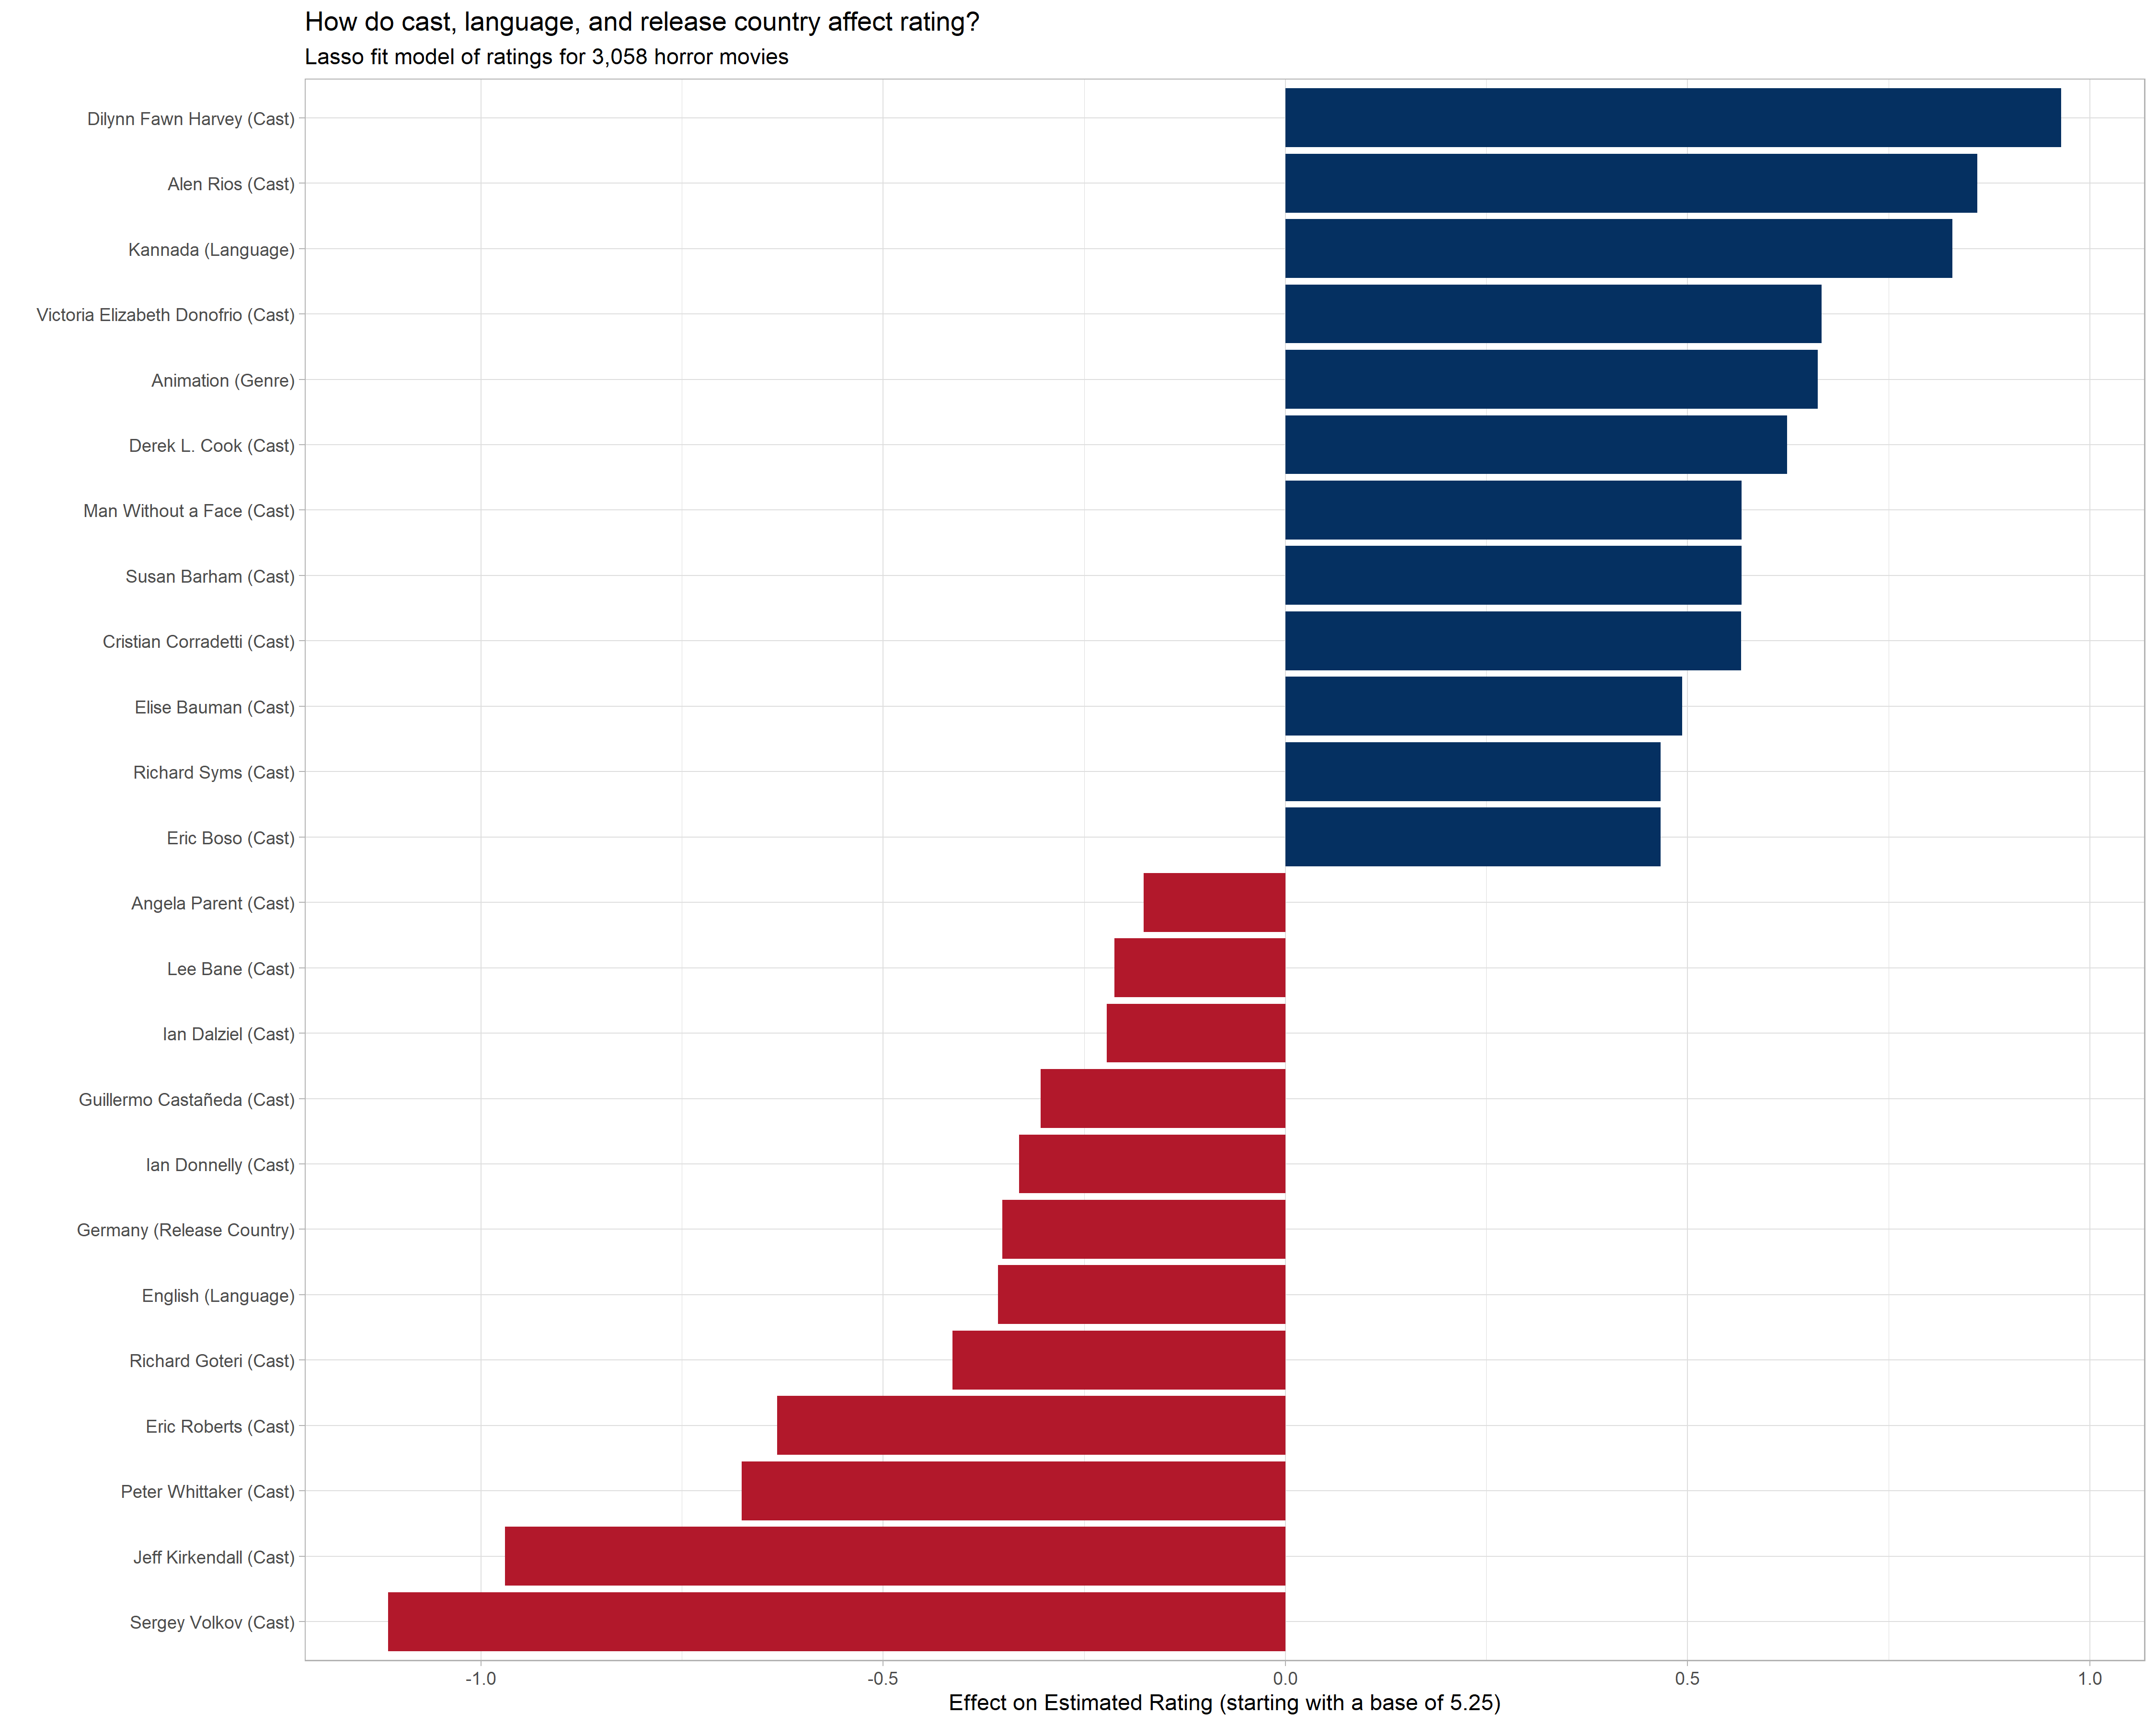 How do cast, language, and release country affect rating?
Lasso fit model of ratings for 3,058 horror movies
Dilynn Fawn Harvey (Cast)
Alen Rios (Cast)
Kannada (Language)
Victoria Elizabeth Donofrio (Cast)
Animation (Genre)
Derek L. Cook (Cast)
Man Without a Face (Cast)
Susan Barham (Cast)
Cristian Corradetti (Cast)
Elise Bauman (Cast)
Richard Syms (Cast)
Eric Boso (Cast)
Angela Parent (Cast)
Lee Bane (Cast)
Ian Dalziel (Cast)
Guillermo Castañeda (Cast)
Ian Donnelly (Cast)
Germany (Release Country)
English (Language)
Richard Goteri (Cast)
Eric Roberts (Cast)
Peter Whittaker (Cast)
Jeff Kirkendall (Cast)
Sergey Volkov (Cast)
-1.0 -0.5 0.0 0.5 1.0
Effect on Estimated Rating (starting with a base of 5.25)